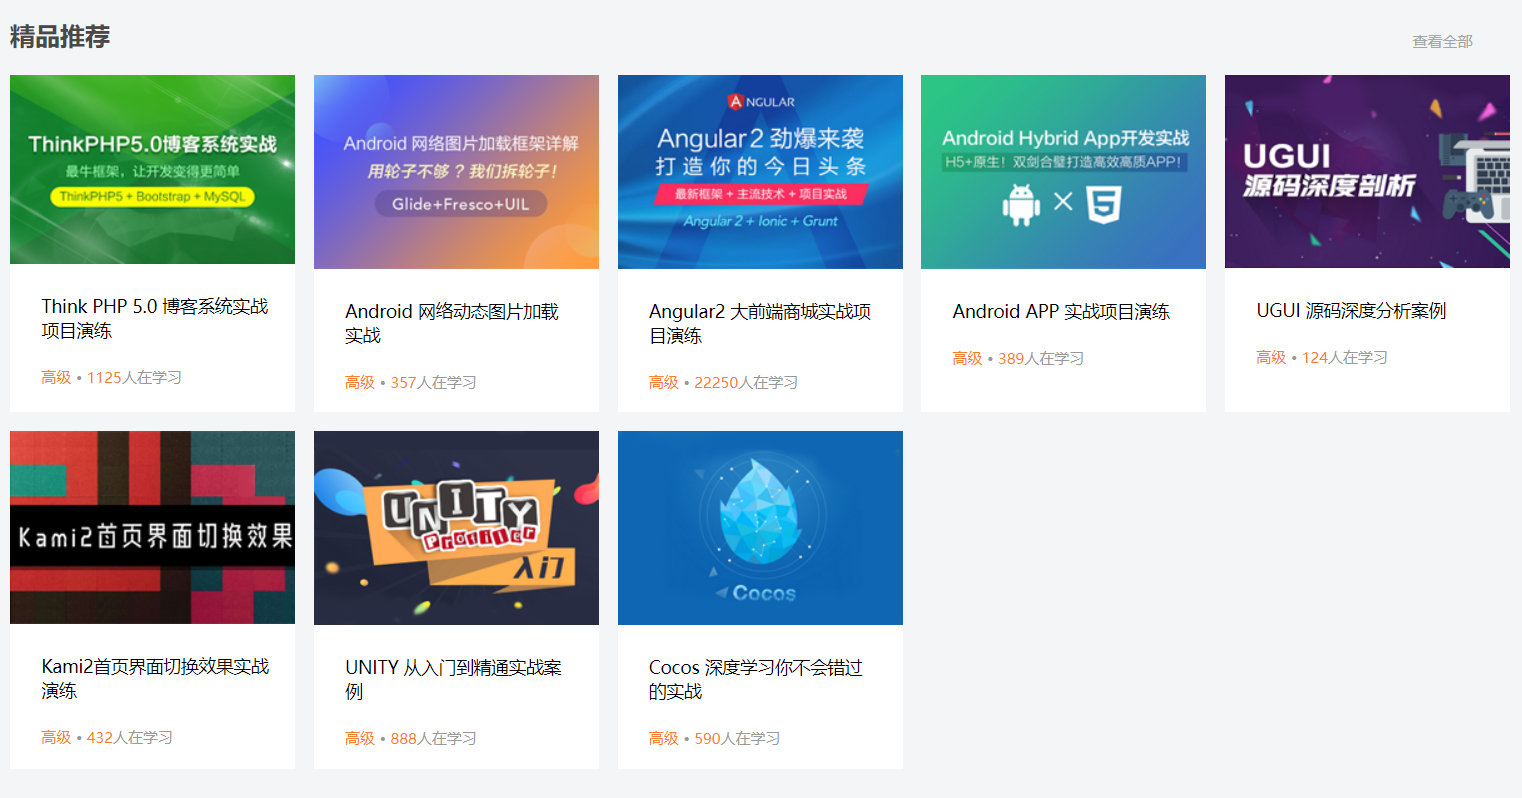 精品推荐
查看全部
ThinkPHP5.0博客系统实战
最牛框架，让开发变得更简单
ThinkPHP5 + Bootstrap + MySQL
Think PHP 5.0 博客系统实战
项目演练
高级 • 1125人在学习
Android 网络图片加载框架详解
用轮子不够？我们拆轮子！
Glide+Fresco+UIL
Android 网络动态图片加载
实战
高级 • 357人在学习
ANGULAR
Angular2 劲爆来袭
打造你的今日头条
最新框架 + 主流技术 + 项目实战
Angular 2 + Ionic + Grunt
Angular2 大前端商城实战项
目演练
高级 • 22250人在学习
Android Hybrid App开发实战
H5+原生！双剑合璧打造高效高质APP！
Android APP 实战项目演练
高级 • 389人在学习
UGUI
源码深度剖析
UGUI 源码深度分析案例
高级 • 124人在学习
Kami2首页界面切换效果
Kami2首页界面切换效果实战
演练
高级 • 432人在学习
UNITY
Profiler
入门
UNITY 从入门到精通实战案
例
高级 • 888人在学习
Cocos
Cocos 深度学习你不会错过
的实战
高级 • 590人在学习